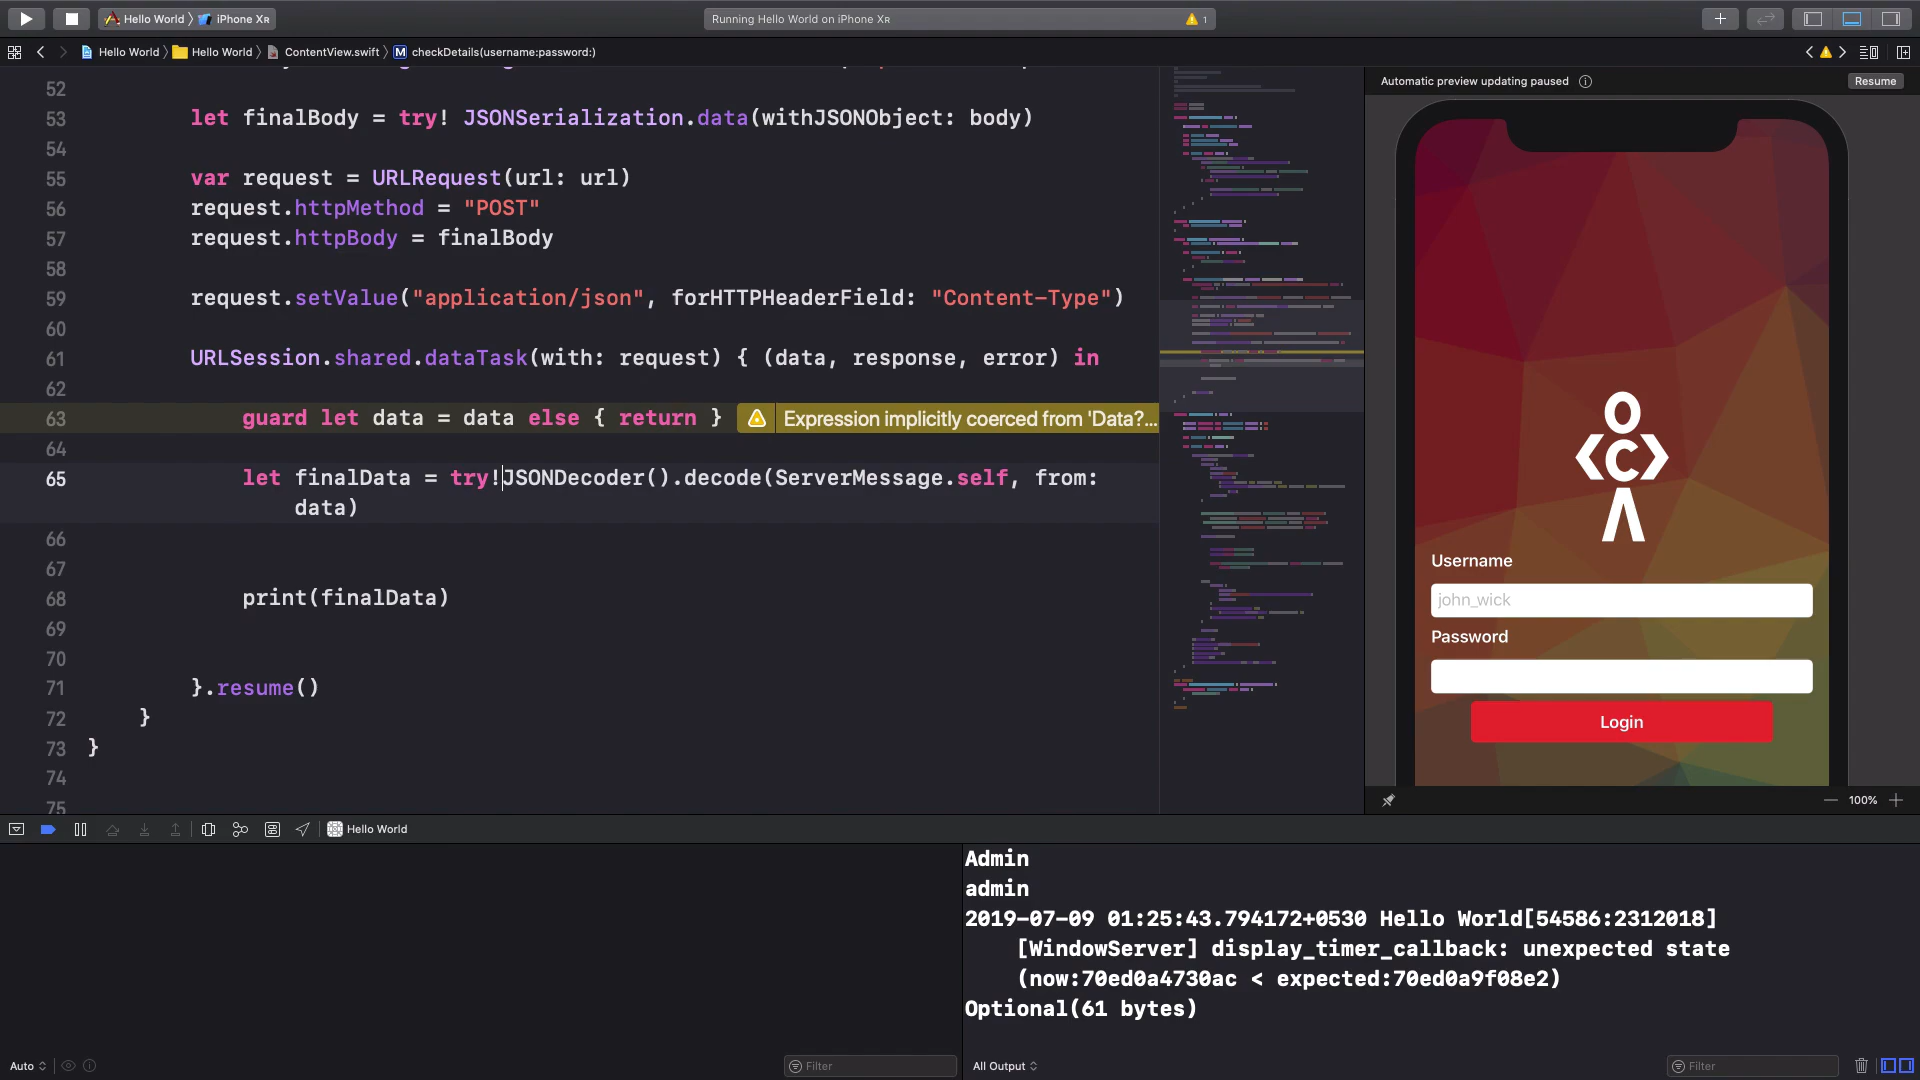 Hello World iPhone XR
Running Hello World on iPhone XR
1
Hello World Hello World ContentView.swift M checkDetails(username:password:)
Automatic preview updating paused
Resume
52
53 let finalBody = try! JSONSerialization.data(withJSONObject: body)
54
55 var request = URLRequest(url: url)
56 request.httpMethod = "POST"
57 request.httpBody = finalBody
58
59 request.setValue("application/json", forHTTPHeaderField: "Content-Type")
60
61 URLSession.shared.dataTask(with: request) { (data, response, error) in
62
63 guard let data = data else { return } Expression implicitly coerced from 'Data?...
64
65 let finalData = try!JSONDecoder().decode(ServerMessage.self, from:
data)
66
67
68 print(finalData)
69
70
71 }.resume()
72 }
73 }
74
75
OCA
Username
john_wick
Password
Login
100%
Hello World
Admin
admin
2019-07-09 01:25:43.794172+0530 Hello World[54586:2312018]
[WindowServer] display_timer_callback: unexpected state
(now:70ed0a4730ac < expected:70ed0a9f08e2)
Optional(61 bytes)
Auto
Filter
All Output
Filter